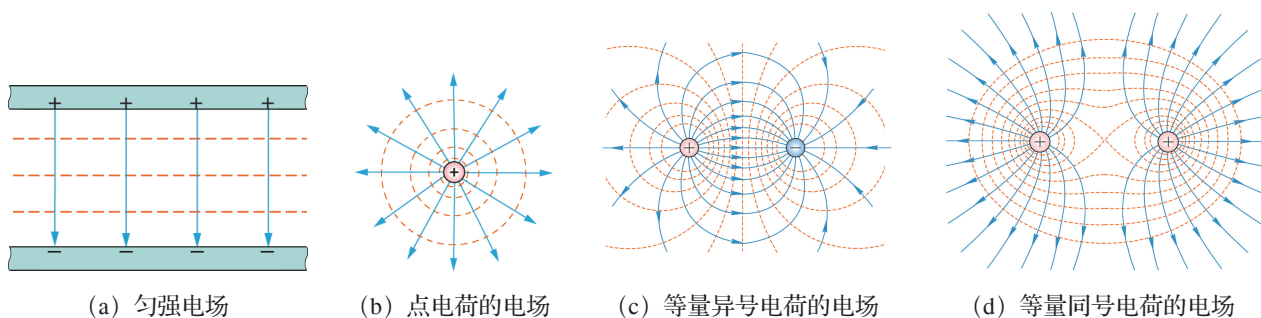 + + + +
− − − −
+
+ −
+ +
(a) 匀强电场
(b) 点电荷的电场
(c) 等量异号电荷的电场
(d) 等量同号电荷的电场